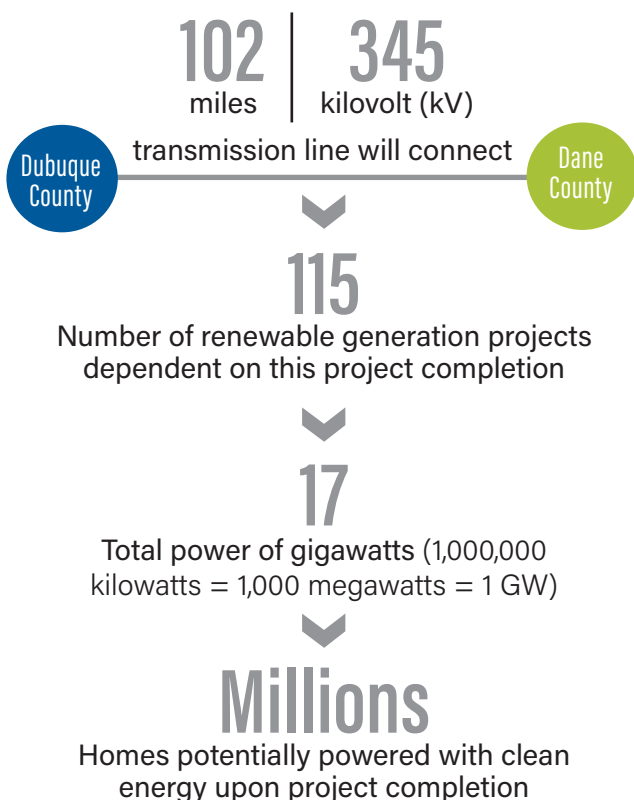 102
miles
345
kilovolt (kV)
Dubuque
County
transmission line will connect
Dane
County
115
Number of renewable generation projects
dependent on this project completion
17
Total power of gigawatts (1,000,000
kilowatts = 1,000 megawatts = 1 GW)
Millions
Homes potentially powered with clean
energy upon project completion